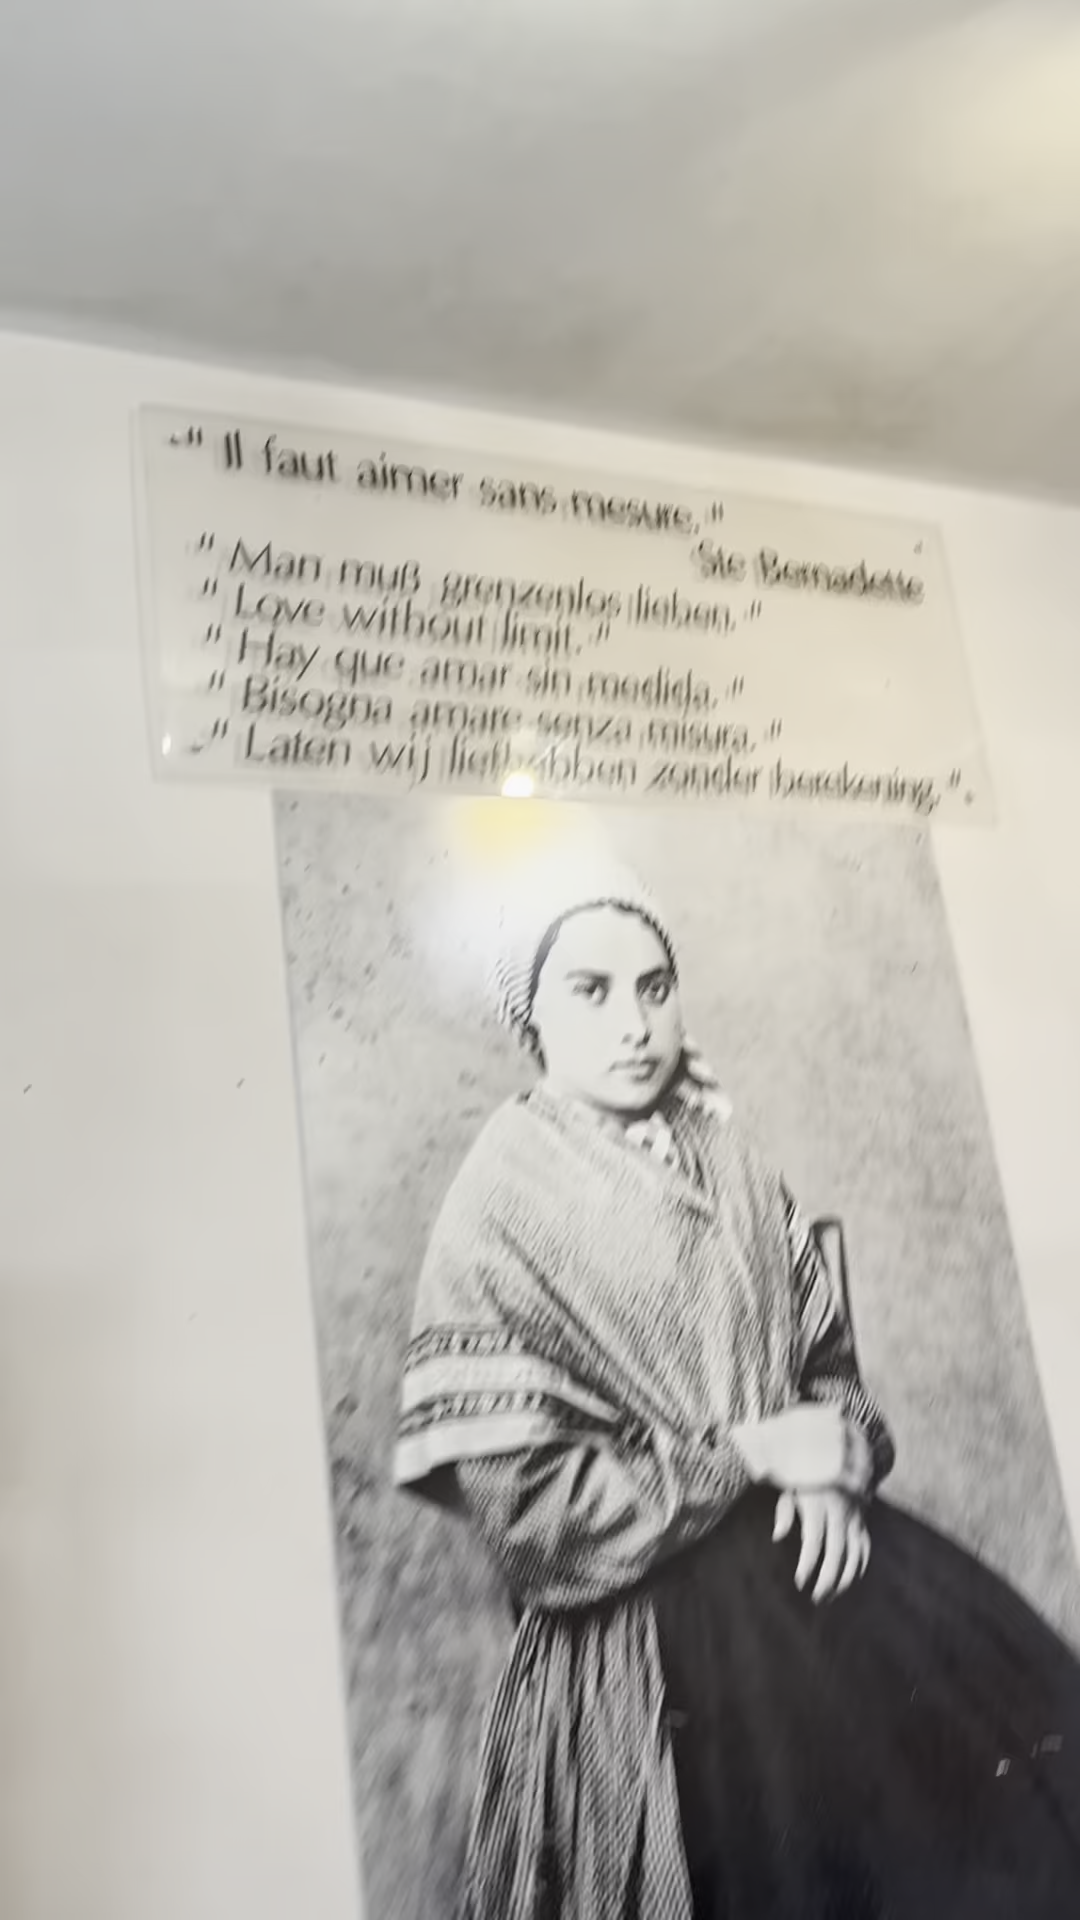 " Il faut aimer sans mesure. "
Ste Bernadette
" Man muß grenzenlos lieben. "
" Love without limit. "
" Hay que amar sin medida. "
" Bisogna amare senza misura. "
" Laten wij liefhebben zonder berekening. ".